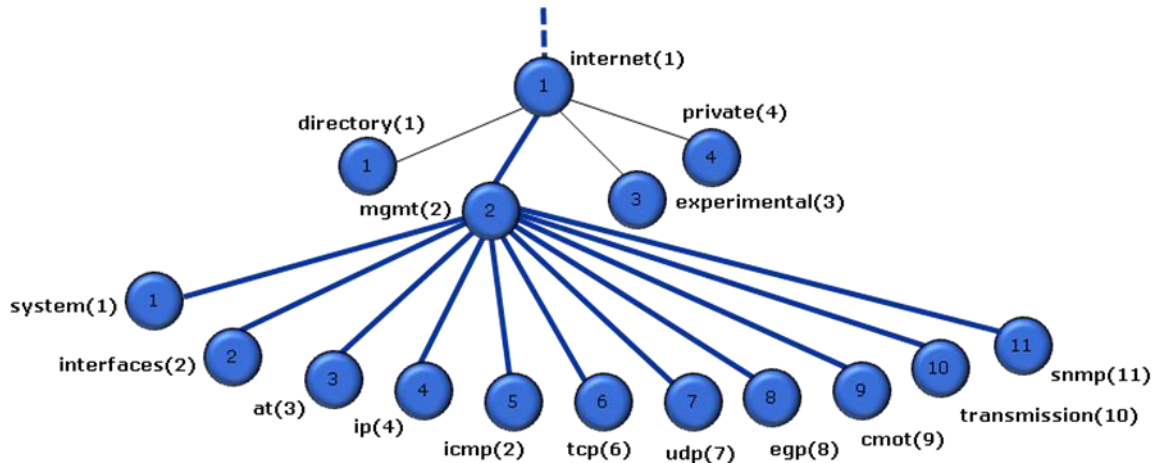 internet(1)
1
private(4)
directory(1)
1
4
mgmt(2)
2
3
experimental(3)
system(1)
1
interfaces(2)
2
at(3)
3
ip(4)
4
icmp(2)
5
tcp(6)
6
udp(7)
7
egp(8)
8
cmot(9)
9
transmission(10)
10
snmp(11)
11